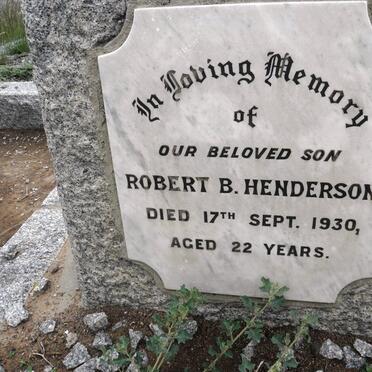 In Loving Memory
of
OUR BELOVED SON
ROBERT B. HENDERSON
DIED 17TH SEPT. 1930,
AGED 22 YEARS.